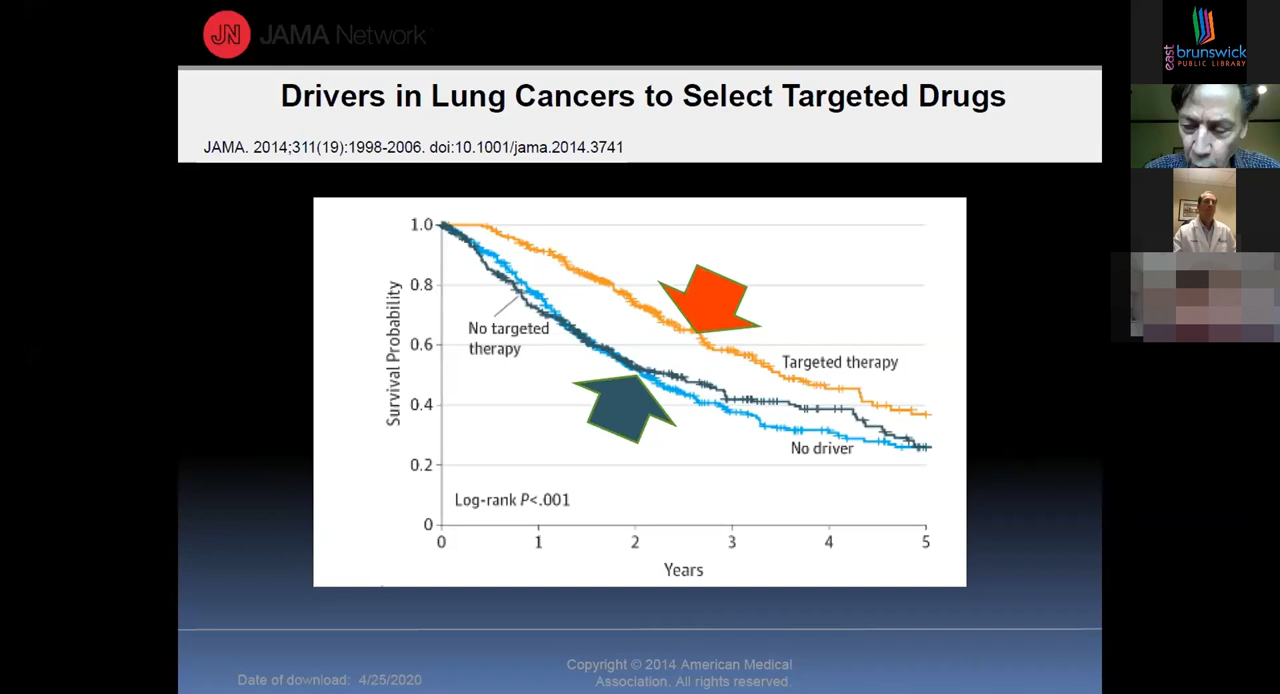 JN JAMA Network
Drivers in Lung Cancers to Select Targeted Drugs
JAMA. 2014;311(19):1998-2006. doi:10.1001/jama.2014.3741
east
brunswick
PUBLIC LIBRARY
1.0
0.8
0.6
0.4
0.2
0
Survival Probability
No targeted
therapy
Targeted therapy
No driver
Log-rank P<.001
0 1 2 3 4 5
Years
Date of download: 4/25/2020
Copyright © 2014 American Medical
Association. All rights reserved.